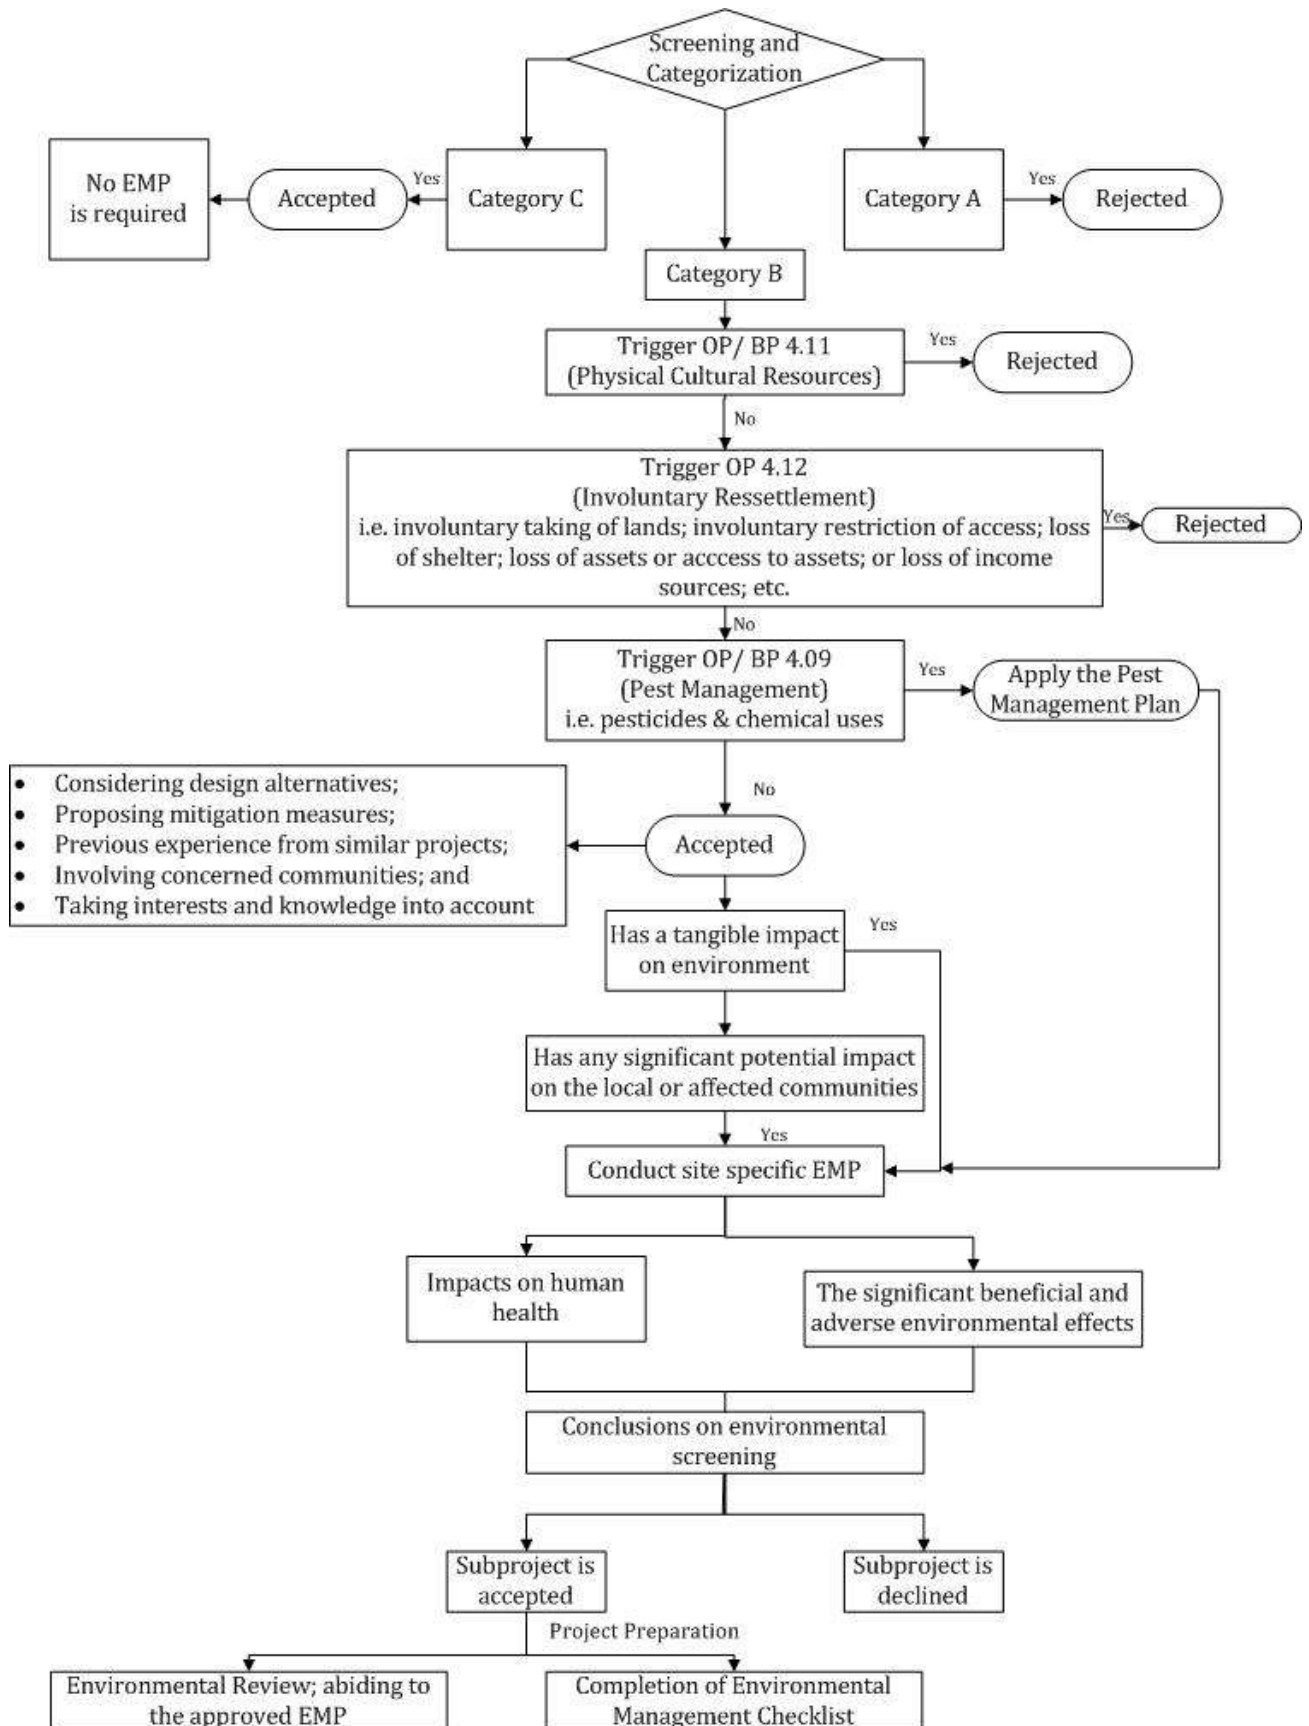 Screening and
Categorization
No EMP
is required
Accepted
Yes
Category C
Category A
Yes
Rejected
Category B
Trigger OP/ BP 4.11
(Physical Cultural Resources)
Yes
Rejected
No
Trigger OP 4.12
(Involuntary Ressettlement)
i.e. involuntary taking of lands; involuntary restriction of access; loss
of shelter; loss of assets or acccess to assets; or loss of income
sources; etc.
Yes
Rejected
No
Trigger OP/ BP 4.09
(Pest Management)
i.e. pesticides & chemical uses
Yes
Apply the Pest
Management Plan
No
• Considering design alternatives;
• Proposing mitigation measures;
• Previous experience from similar projects;
• Involving concerned communities; and
• Taking interests and knowledge into account
Accepted
Has a tangible impact
on environment
Yes
Has any significant potential impact
on the local or affected communities
Yes
Conduct site specific EMP
Impacts on human
health
The significant beneficial and
adverse environmental effects
Conclusions on environmental
screening
Subproject is
accepted
Subproject is
declined
Project Preparation
Environmental Review; abiding to
the approved EMP
Completion of Environmental
Management Checklist